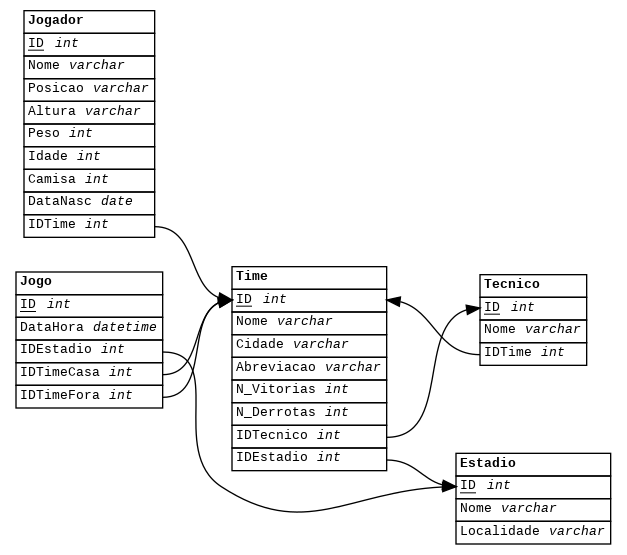 Jogador
ID int
Nome varchar
Posicao varchar
Altura varchar
Peso int
Idade int
Camisa int
DataNasc date
IDTime int
Jogo
ID int
DataHora datetime
IDEstadio int
IDTimeCasa int
IDTimeFora int
Time
ID int
Nome varchar
Cidade varchar
Abreviacao varchar
N_Vitorias int
N_Derrotas int
IDTecnico int
IDEstadio int
Tecnico
ID int
Nome varchar
IDTime int
Estadio
ID int
Nome varchar
Localidade varchar